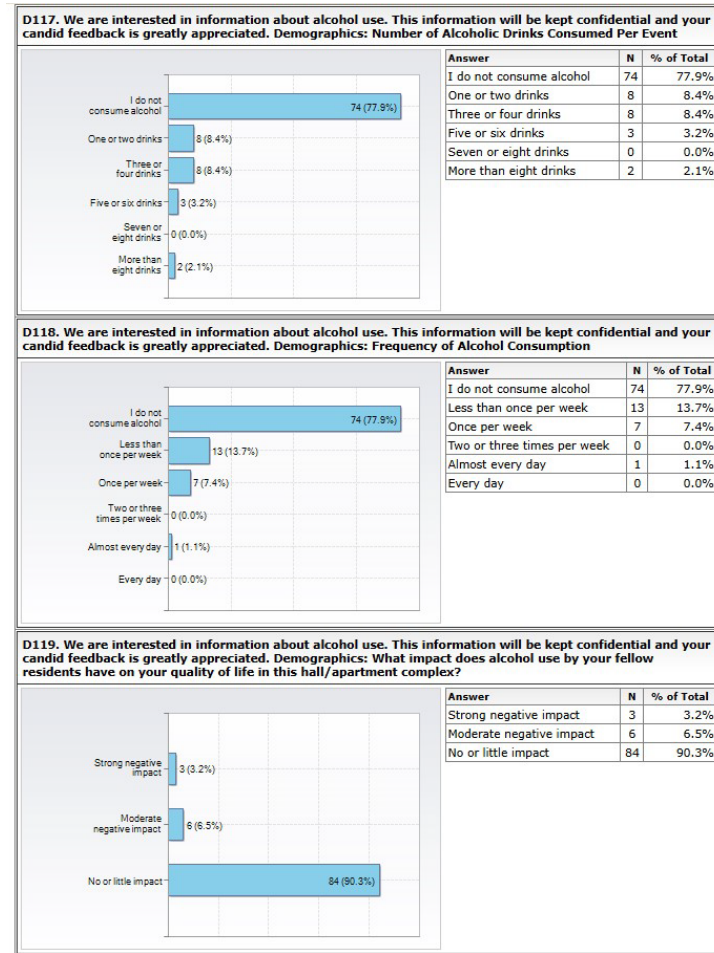 D117. We are interested in information about alcohol use. This information will be kept confidential and your
candid feedback is greatly appreciated. Demographics: Number of Alcoholic Drinks Consumed Per Event
I do not
consume alcohol
74 (77.9%)
One or two drinks
8 (8.4%)
Three or
four drinks
8 (8.4%)
Five or six drinks
3 (3.2%)
Seven or
eight drinks
0 (0.0%)
More than
eight drinks
2 (2.1%)
Answer N % of Total
I do not consume alcohol 74 77.9%
One or two drinks 8 8.4%
Three or four drinks 8 8.4%
Five or six drinks 3 3.2%
Seven or eight drinks 0 0.0%
More than eight drinks 2 2.1%
D118. We are interested in information about alcohol use. This information will be kept confidential and your
candid feedback is greatly appreciated. Demographics: Frequency of Alcohol Consumption
I do not
consume alcohol
74 (77.9%)
Less than
once per week
13 (13.7%)
Once per week
7 (7.4%)
Two or three
times per week
0 (0.0%)
Almost every day
1 (1.1%)
Every day
0 (0.0%)
Answer N % of Total
I do not consume alcohol 74 77.9%
Less than once per week 13 13.7%
Once per week 7 7.4%
Two or three times per week 0 0.0%
Almost every day 1 1.1%
Every day 0 0.0%
D119. We are interested in information about alcohol use. This information will be kept confidential and your
candid feedback is greatly appreciated. Demographics: What impact does alcohol use by your fellow
residents have on your quality of life in this hall/apartment complex?
Strong negative
impact
3 (3.2%)
Moderate
negative impact
6 (6.5%)
No or little impact
84 (90.3%)
Answer N % of Total
Strong negative impact 3 3.2%
Moderate negative impact 6 6.5%
No or little impact 84 90.3%